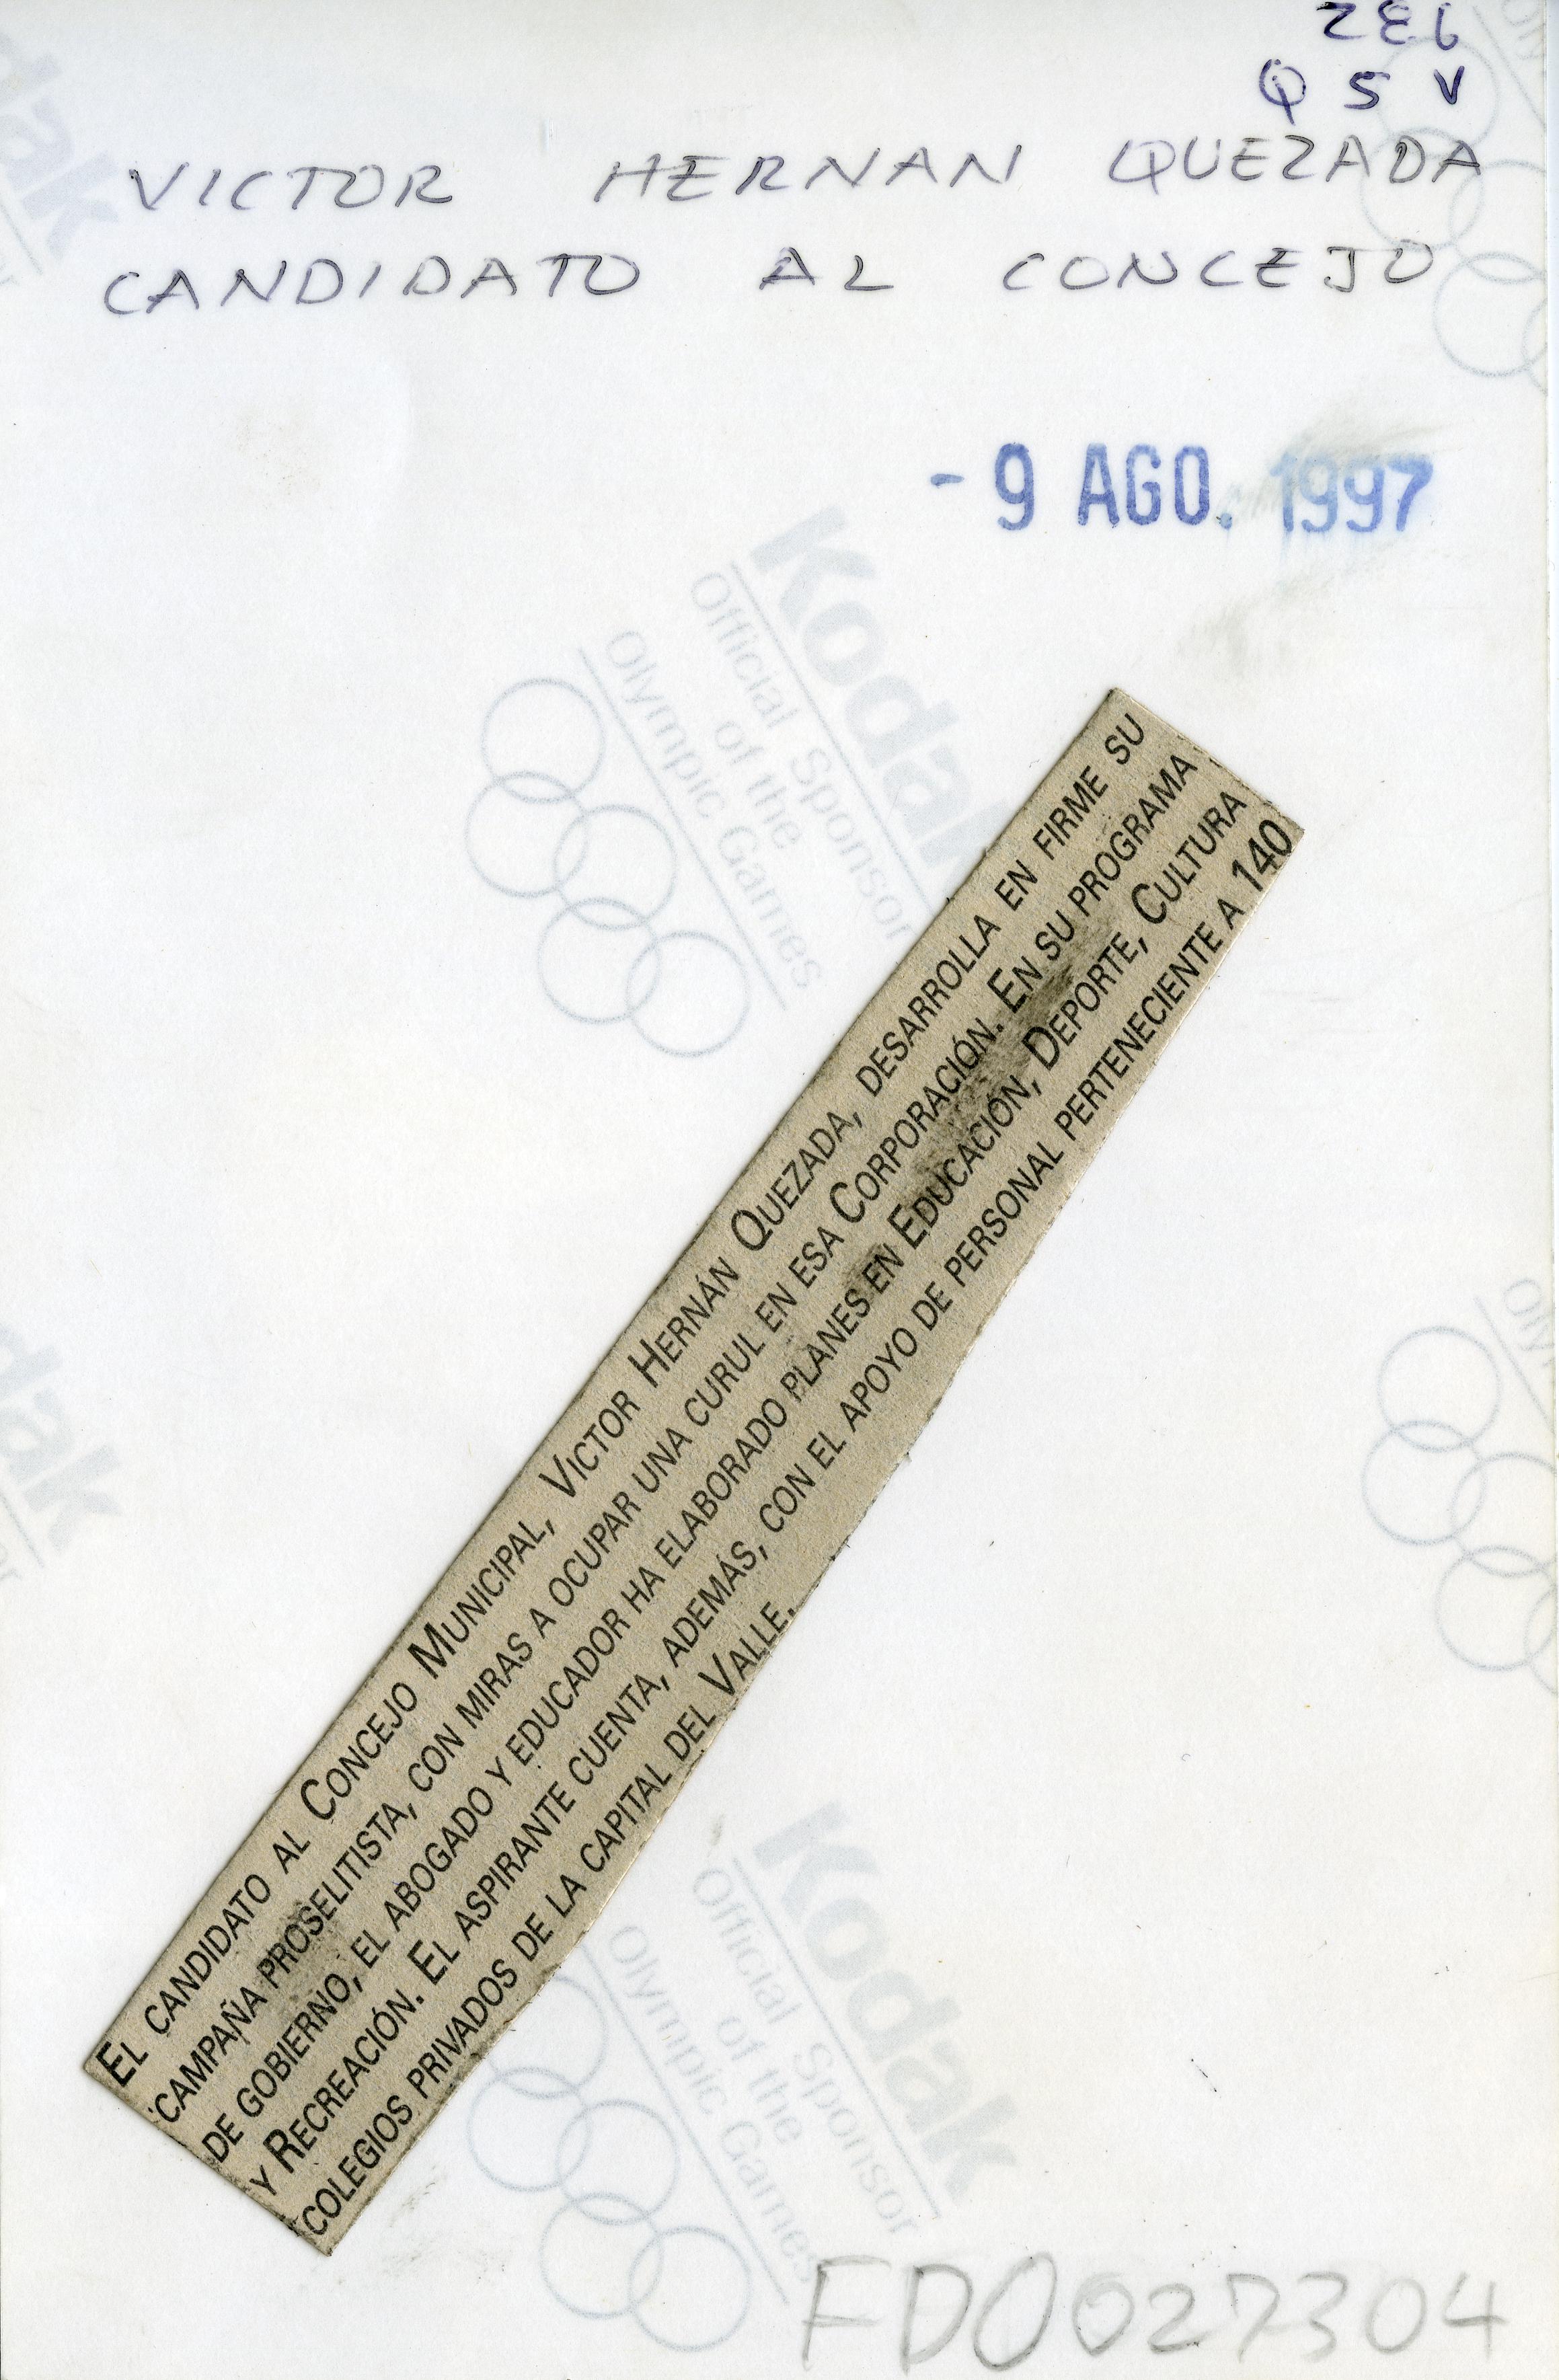 Q 5 V
VICTOR HERNAN QUEZADA
CANDIDATO AL CONCEJO
- 9 AGO. 1997
Kodak
Official Sponsor
of the
Olympic Games
EL CANDIDATO AL CONCEJO MUNICIPAL, VICTOR HERNÁN QUEZADA, DESARROLLA EN FIRME SU
CAMPAÑA PROSELITISTA, CON MIRAS A OCUPAR UNA CURUL EN ESA CORPORACIÓN. EN SU PROGRAMA
DE GOBIERNO, EL ABOGADO Y EDUCADOR HA ELABORADO PLANES EN EDUCACIÓN, DEPORTE, CULTURA
Y RECREACIÓN. EL ASPIRANTE CUENTA, ADEMÁS, CON EL APOYO DE PERSONAL PERTENECIENTE A 140
COLEGIOS PRIVADOS DE LA CAPITAL DEL VALLE.
Kodak
Official Sponsor
of the
Olympic Games
FD0027304